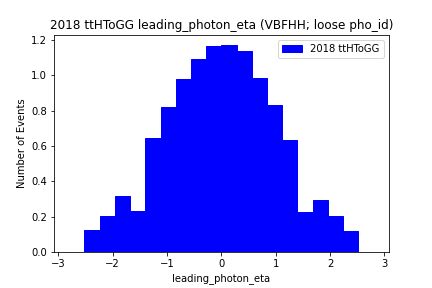 2018 ttHToGG leading_photon_eta (VBFHH; loose pho_id)
2018 ttHToGG
Number of Events
1.2
1.0
0.8
0.6
0.4
0.2
0.0
−3 −2 −1 0 1 2 3
leading_photon_eta